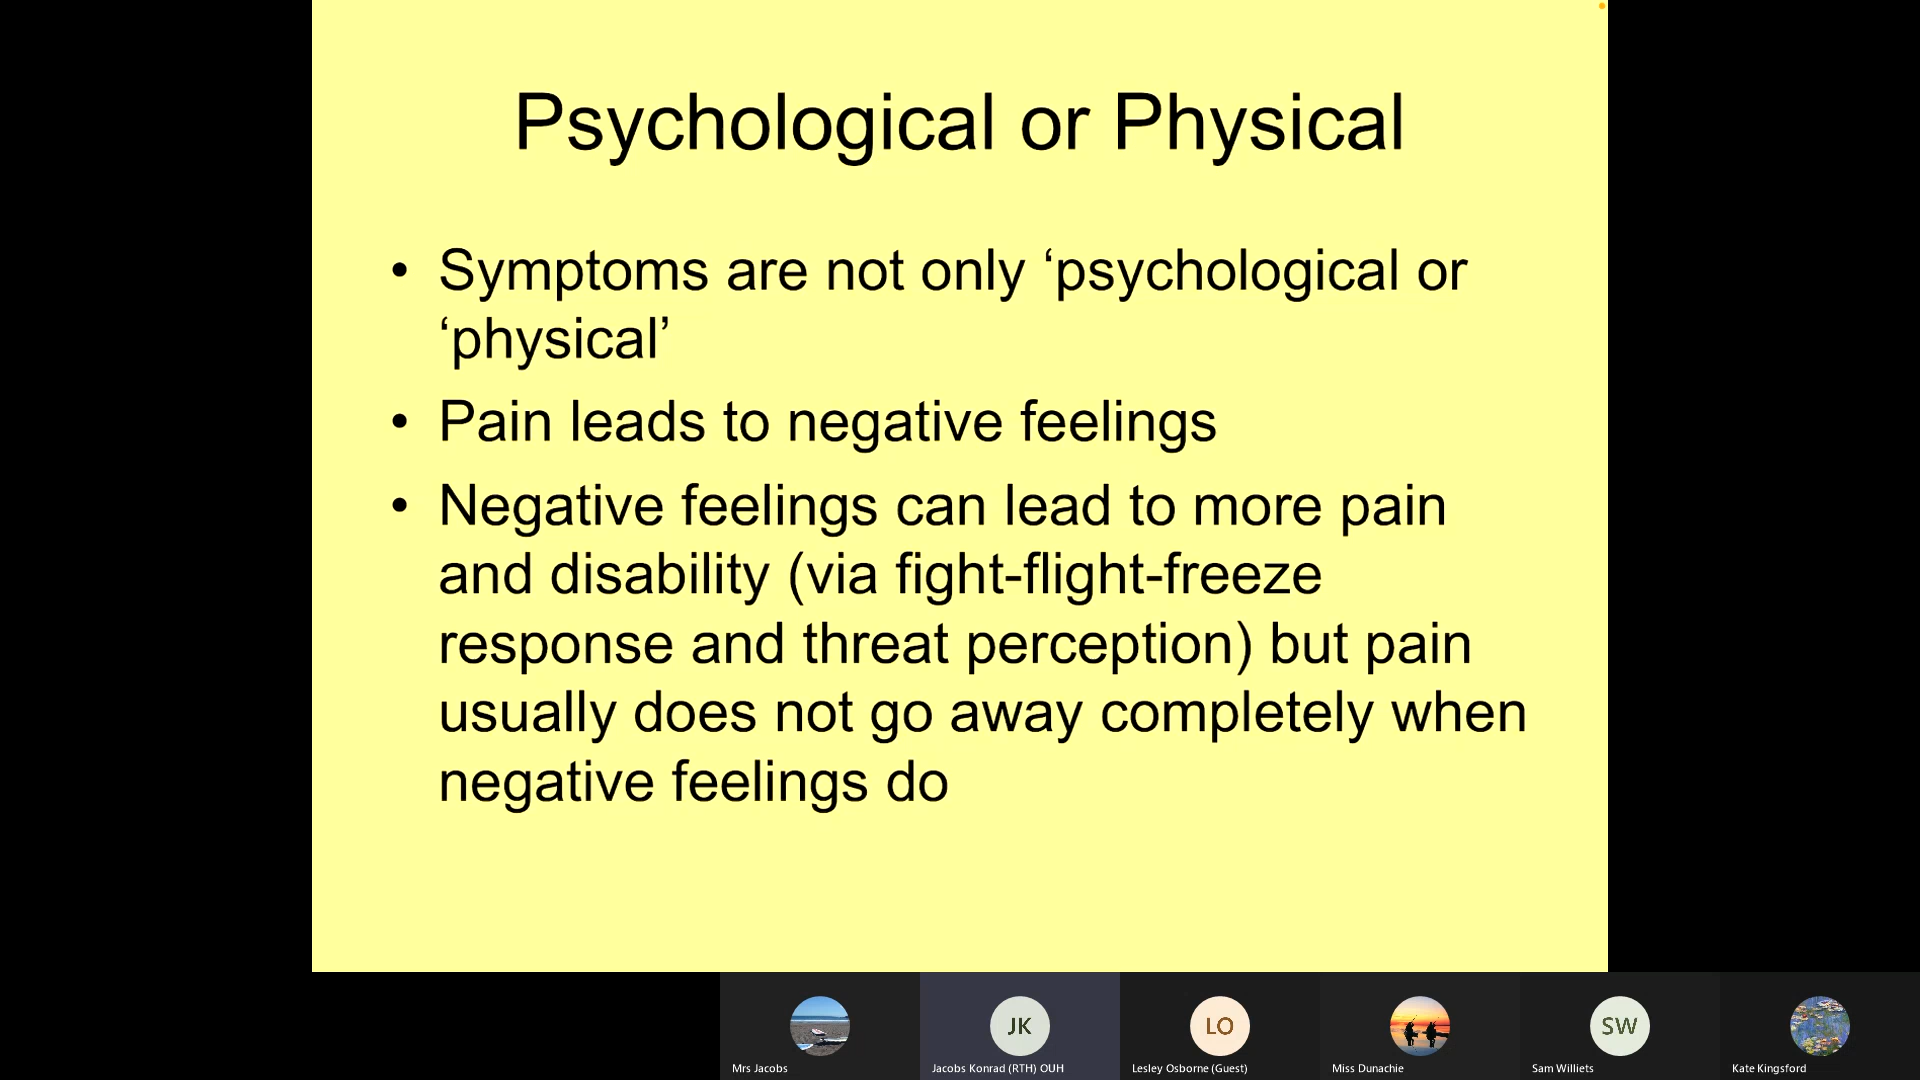 Psychological or Physical
• Symptoms are not only ‘psychological or
‘physical’
• Pain leads to negative feelings
• Negative feelings can lead to more pain
and disability (via fight-flight-freeze
response and threat perception) but pain
usually does not go away completely when
negative feelings do
JK
LO
SW
Mrs Jacobs
Jacobs Konrad (RTH) OUH
Lesley Osborne (Guest)
Miss Dunachie
Sam Williets
Kate Kingsford